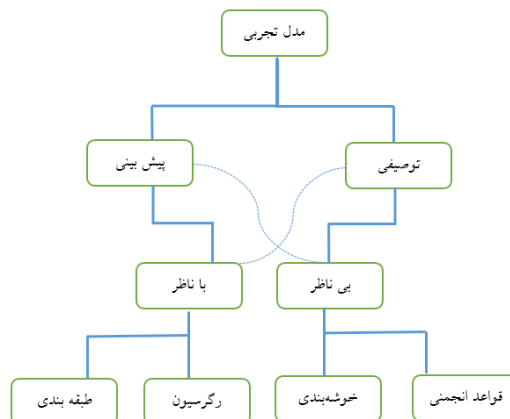 مدل تجربی
توصیفی
پیش بینی
بی ناظر
با ناظر
قواعد انجمنی
خوشه‌بندی
رگرسیون
طبقه بندی